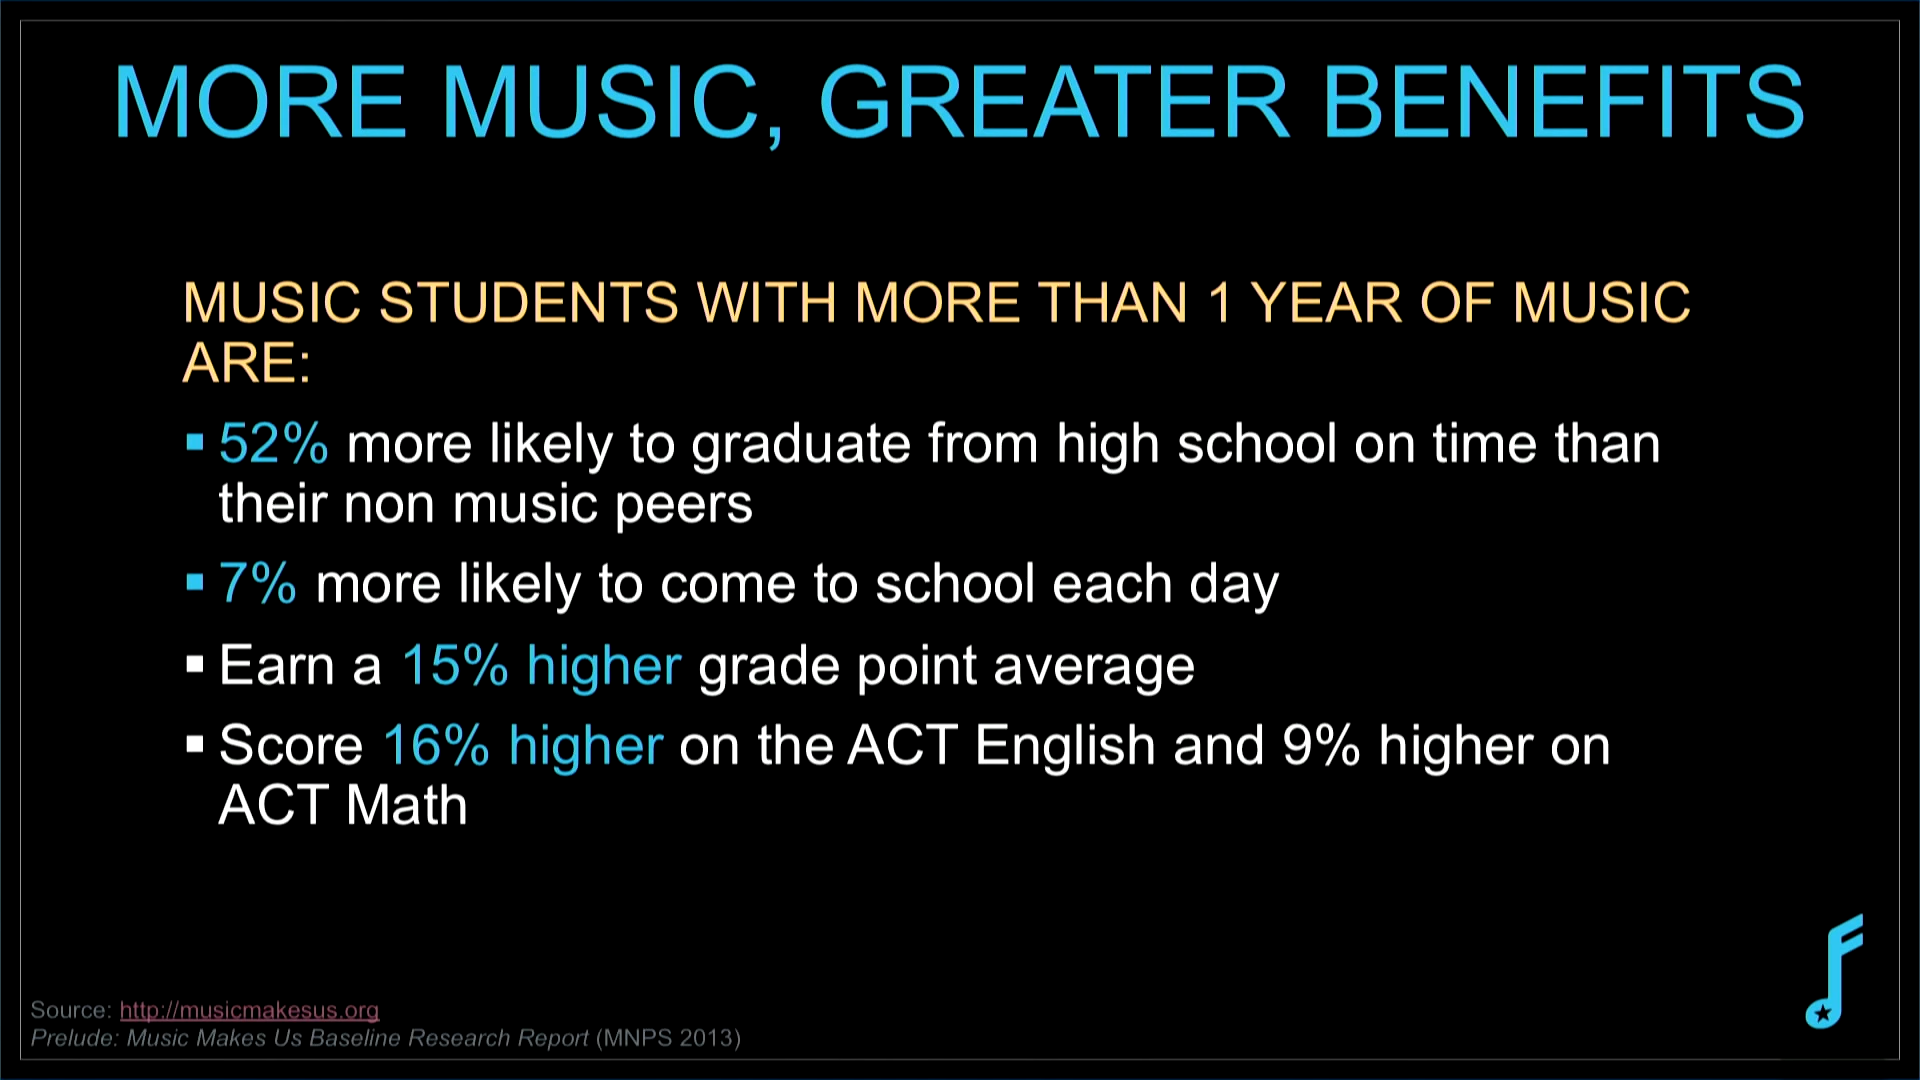 MORE MUSIC, GREATER BENEFITS
MUSIC STUDENTS WITH MORE THAN 1 YEAR OF MUSIC
ARE:
▪ 52% more likely to graduate from high school on time than
their non music peers
▪ 7% more likely to come to school each day
▪ Earn a 15% higher grade point average
▪ Score 16% higher on the ACT English and 9% higher on
ACT Math
Source: http://musicmakesus.org
Prelude: Music Makes Us Baseline Research Report (MNPS 2013)